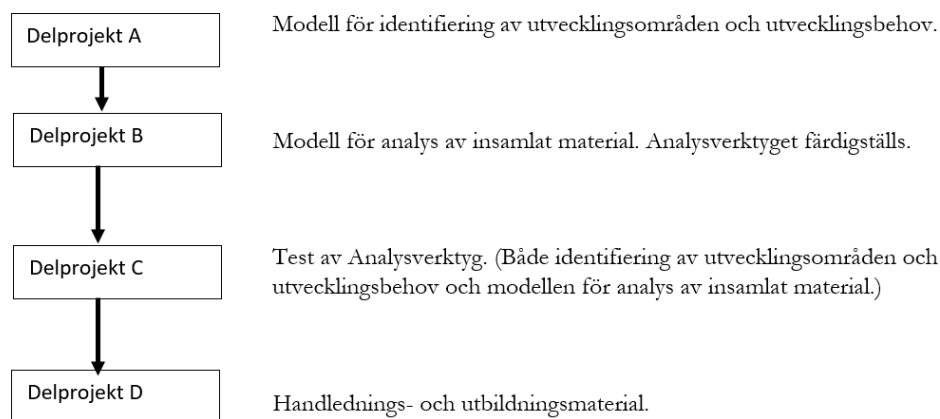 Delprojekt A
Modell för identifiering av utvecklingsområden och utvecklingsbehov.
Delprojekt B
Modell för analys av insamlat material. Analysverktyget färdigställs.
Delprojekt C
Test av Analysverktyg. (Både identifiering av utvecklingsområden och
utvecklingsbehov och modellen för analys av insamlat material.)
Delprojekt D
Handlednings- och utbildningsmaterial.